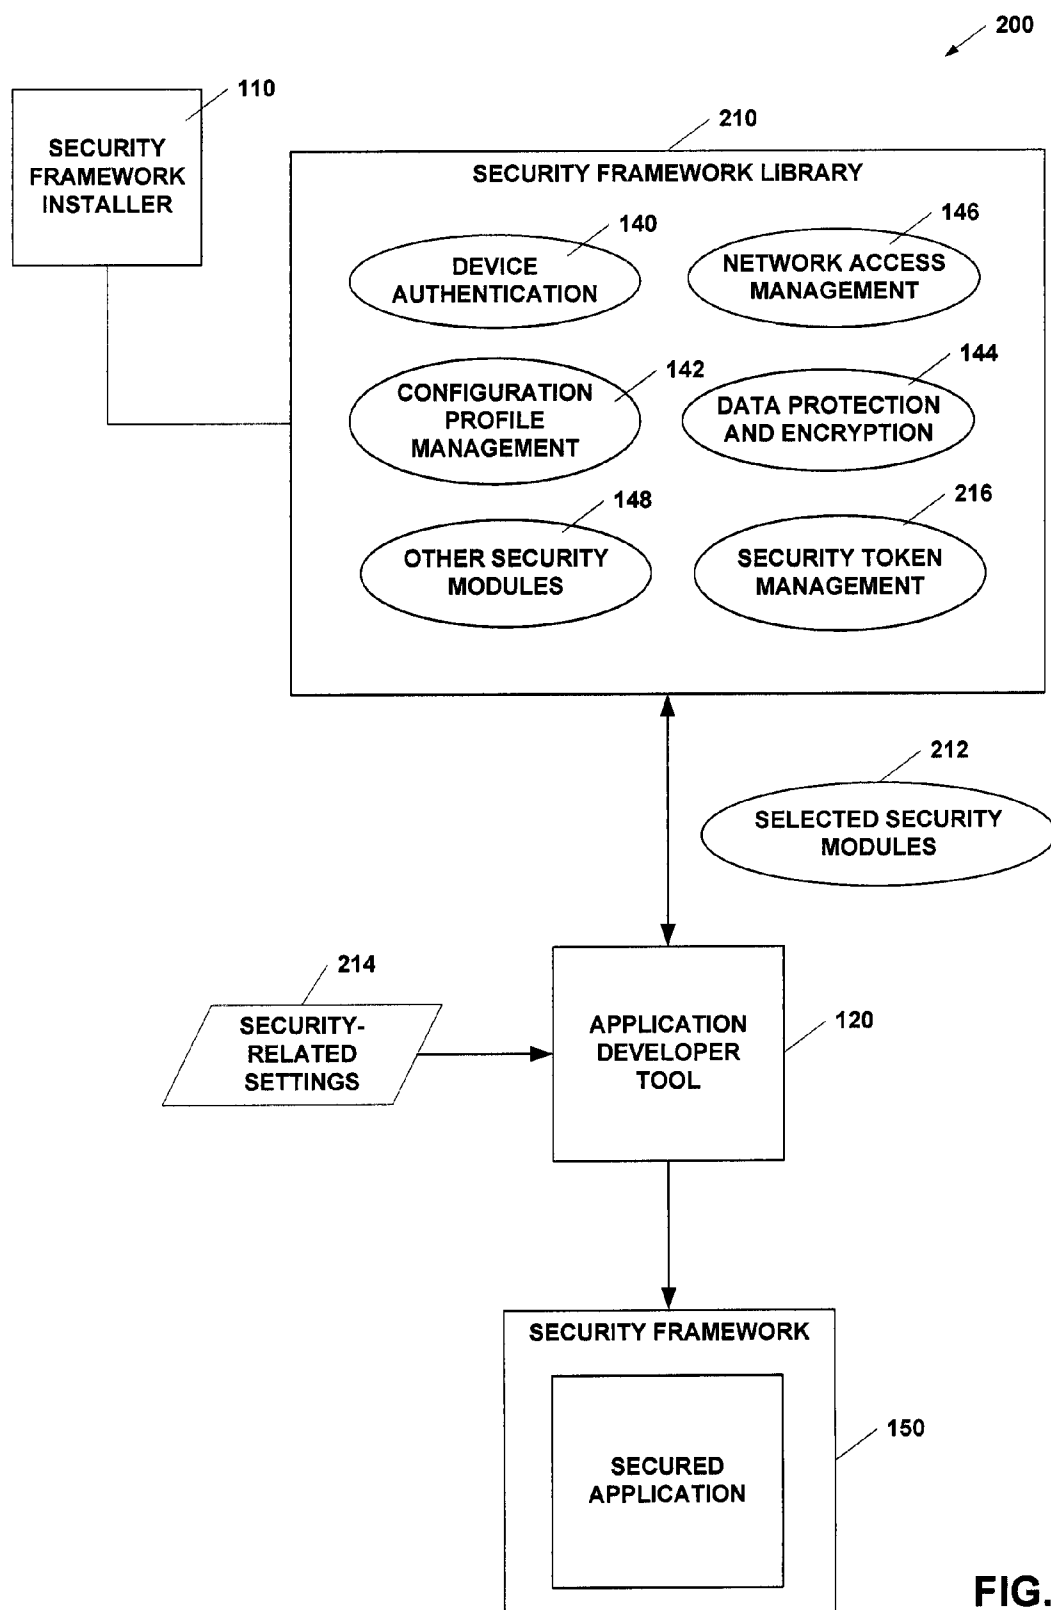 200
110
SECURITY
FRAMEWORK
INSTALLER
210
SECURITY FRAMEWORK LIBRARY
140
DEVICE
AUTHENTICATION
146
NETWORK ACCESS
MANAGEMENT
142
CONFIGURATION
PROFILE
MANAGEMENT
144
DATA PROTECTION
AND ENCRYPTION
148
OTHER SECURITY
MODULES
216
SECURITY TOKEN
MANAGEMENT
212
SELECTED SECURITY
MODULES
214
SECURITY-
RELATED
SETTINGS
120
APPLICATION
DEVELOPER
TOOL
SECURITY FRAMEWORK
150
SECURED
APPLICATION
FIG.